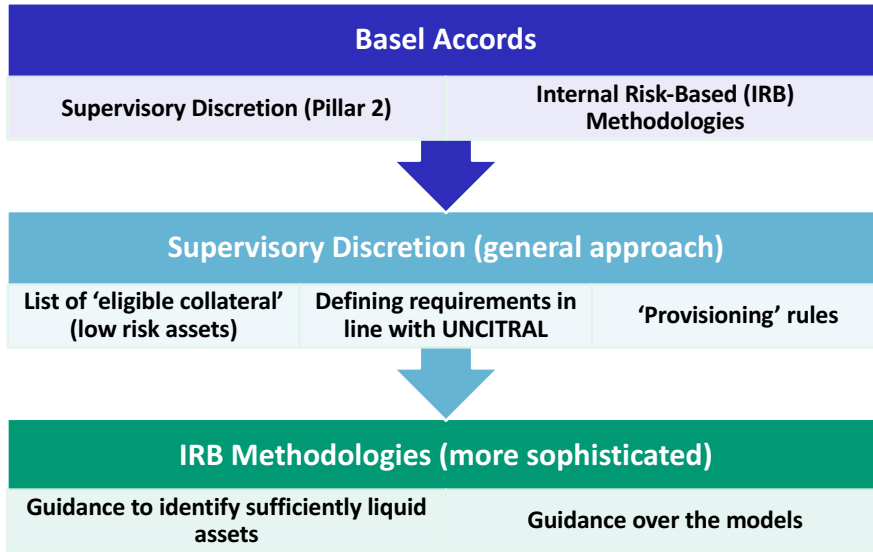 Basel Accords
Supervisory Discretion (Pillar 2)
Internal Risk-Based (IRB)
Methodologies
Supervisory Discretion (general approach)
List of ‘eligible collateral’
(low risk assets)
Defining requirements in
line with UNCITRAL
‘Provisioning’ rules
IRB Methodologies (more sophisticated)
Guidance to identify sufficiently liquid
assets
Guidance over the models